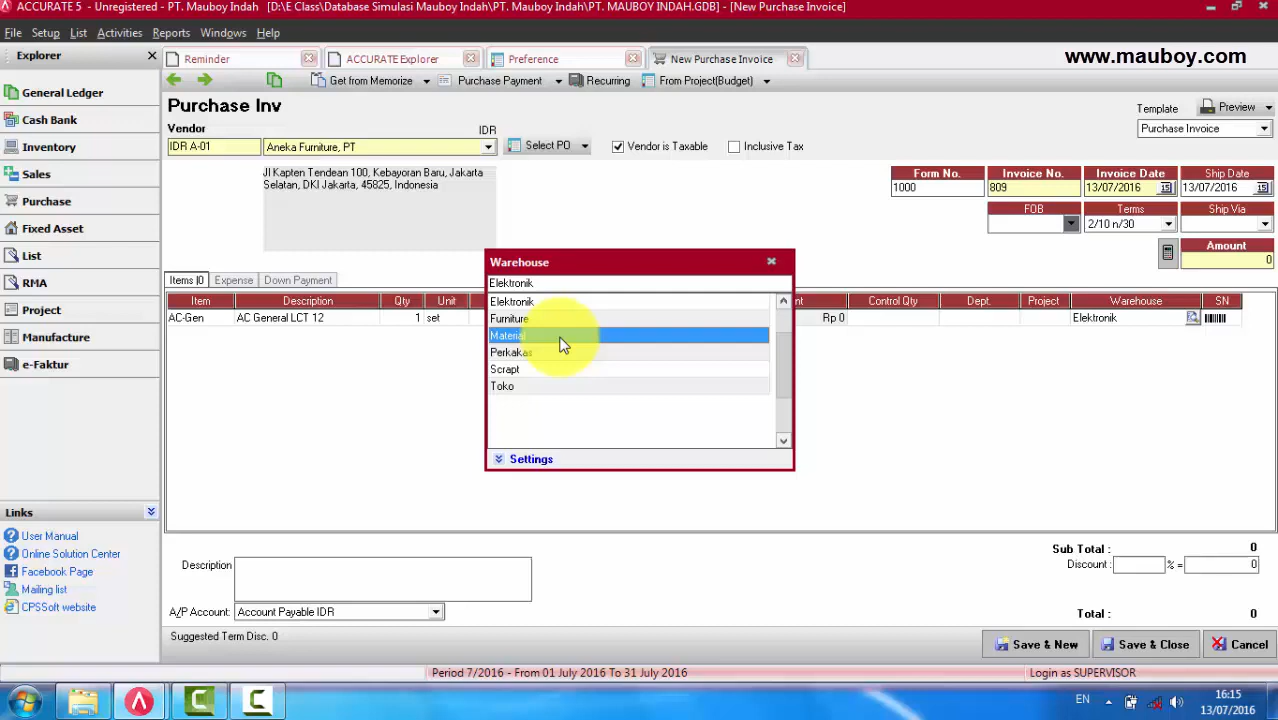 ACCURATE 5 - Unregistered - PT. Mauboy Indah [D:\E Class\Database Simulasi Mauboy Indah\PT. MAUBOY INDAH.GDB] - [New Purchase Invoice]
File Setup List Activities Reports Windows Help
Explorer
Reminder ACCURATE Explorer Preference New Purchase Invoice
www.mauboy.com
Get from Memorize Purchase Payment Recurring From Project(Budget)
General Ledger
Cash Bank
Inventory
Sales
Purchase
Fixed Asset
List
RMA
Project
Manufacture
e-Faktur
Links
User Manual
Online Solution Center
Facebook Page
Mailing list
CPSSoft website
Purchase Inv
Template Preview
Purchase Invoice
Vendor IDR
IDR A-01 Aneka Furniture, PT Select PO Vendor is Taxable Inclusive Tax
Jl Kapten Tendean 100, Kebayoran Baru, Jakarta
Selatan, DKI Jakarta, 45825, Indonesia
Form No. Invoice No. Invoice Date Ship Date
1000 809 13/07/2016 15 13/07/2016 15
FOB Terms Ship Via
2/10 n/30
Amount
0
Items |0 Expense Down Payment
Item Description Qty Unit Control Qty Dept. Project Warehouse SN
AC-Gen AC General LCT 12 1 set Rp 0 Elektronik
Warehouse
Elektronik
Elektronik
Furniture
Material
Perkakas
Scrapt
Toko
Settings
Description
A/P Account: Account Payable IDR
Suggested Term Disc. 0
Sub Total : 0
Discount : % = 0
Total : 0
Save & New Save & Close Cancel
Period 7/2016 - From 01 July 2016 To 31 July 2016 Login as SUPERVISOR
EN 16:15
13/07/2016